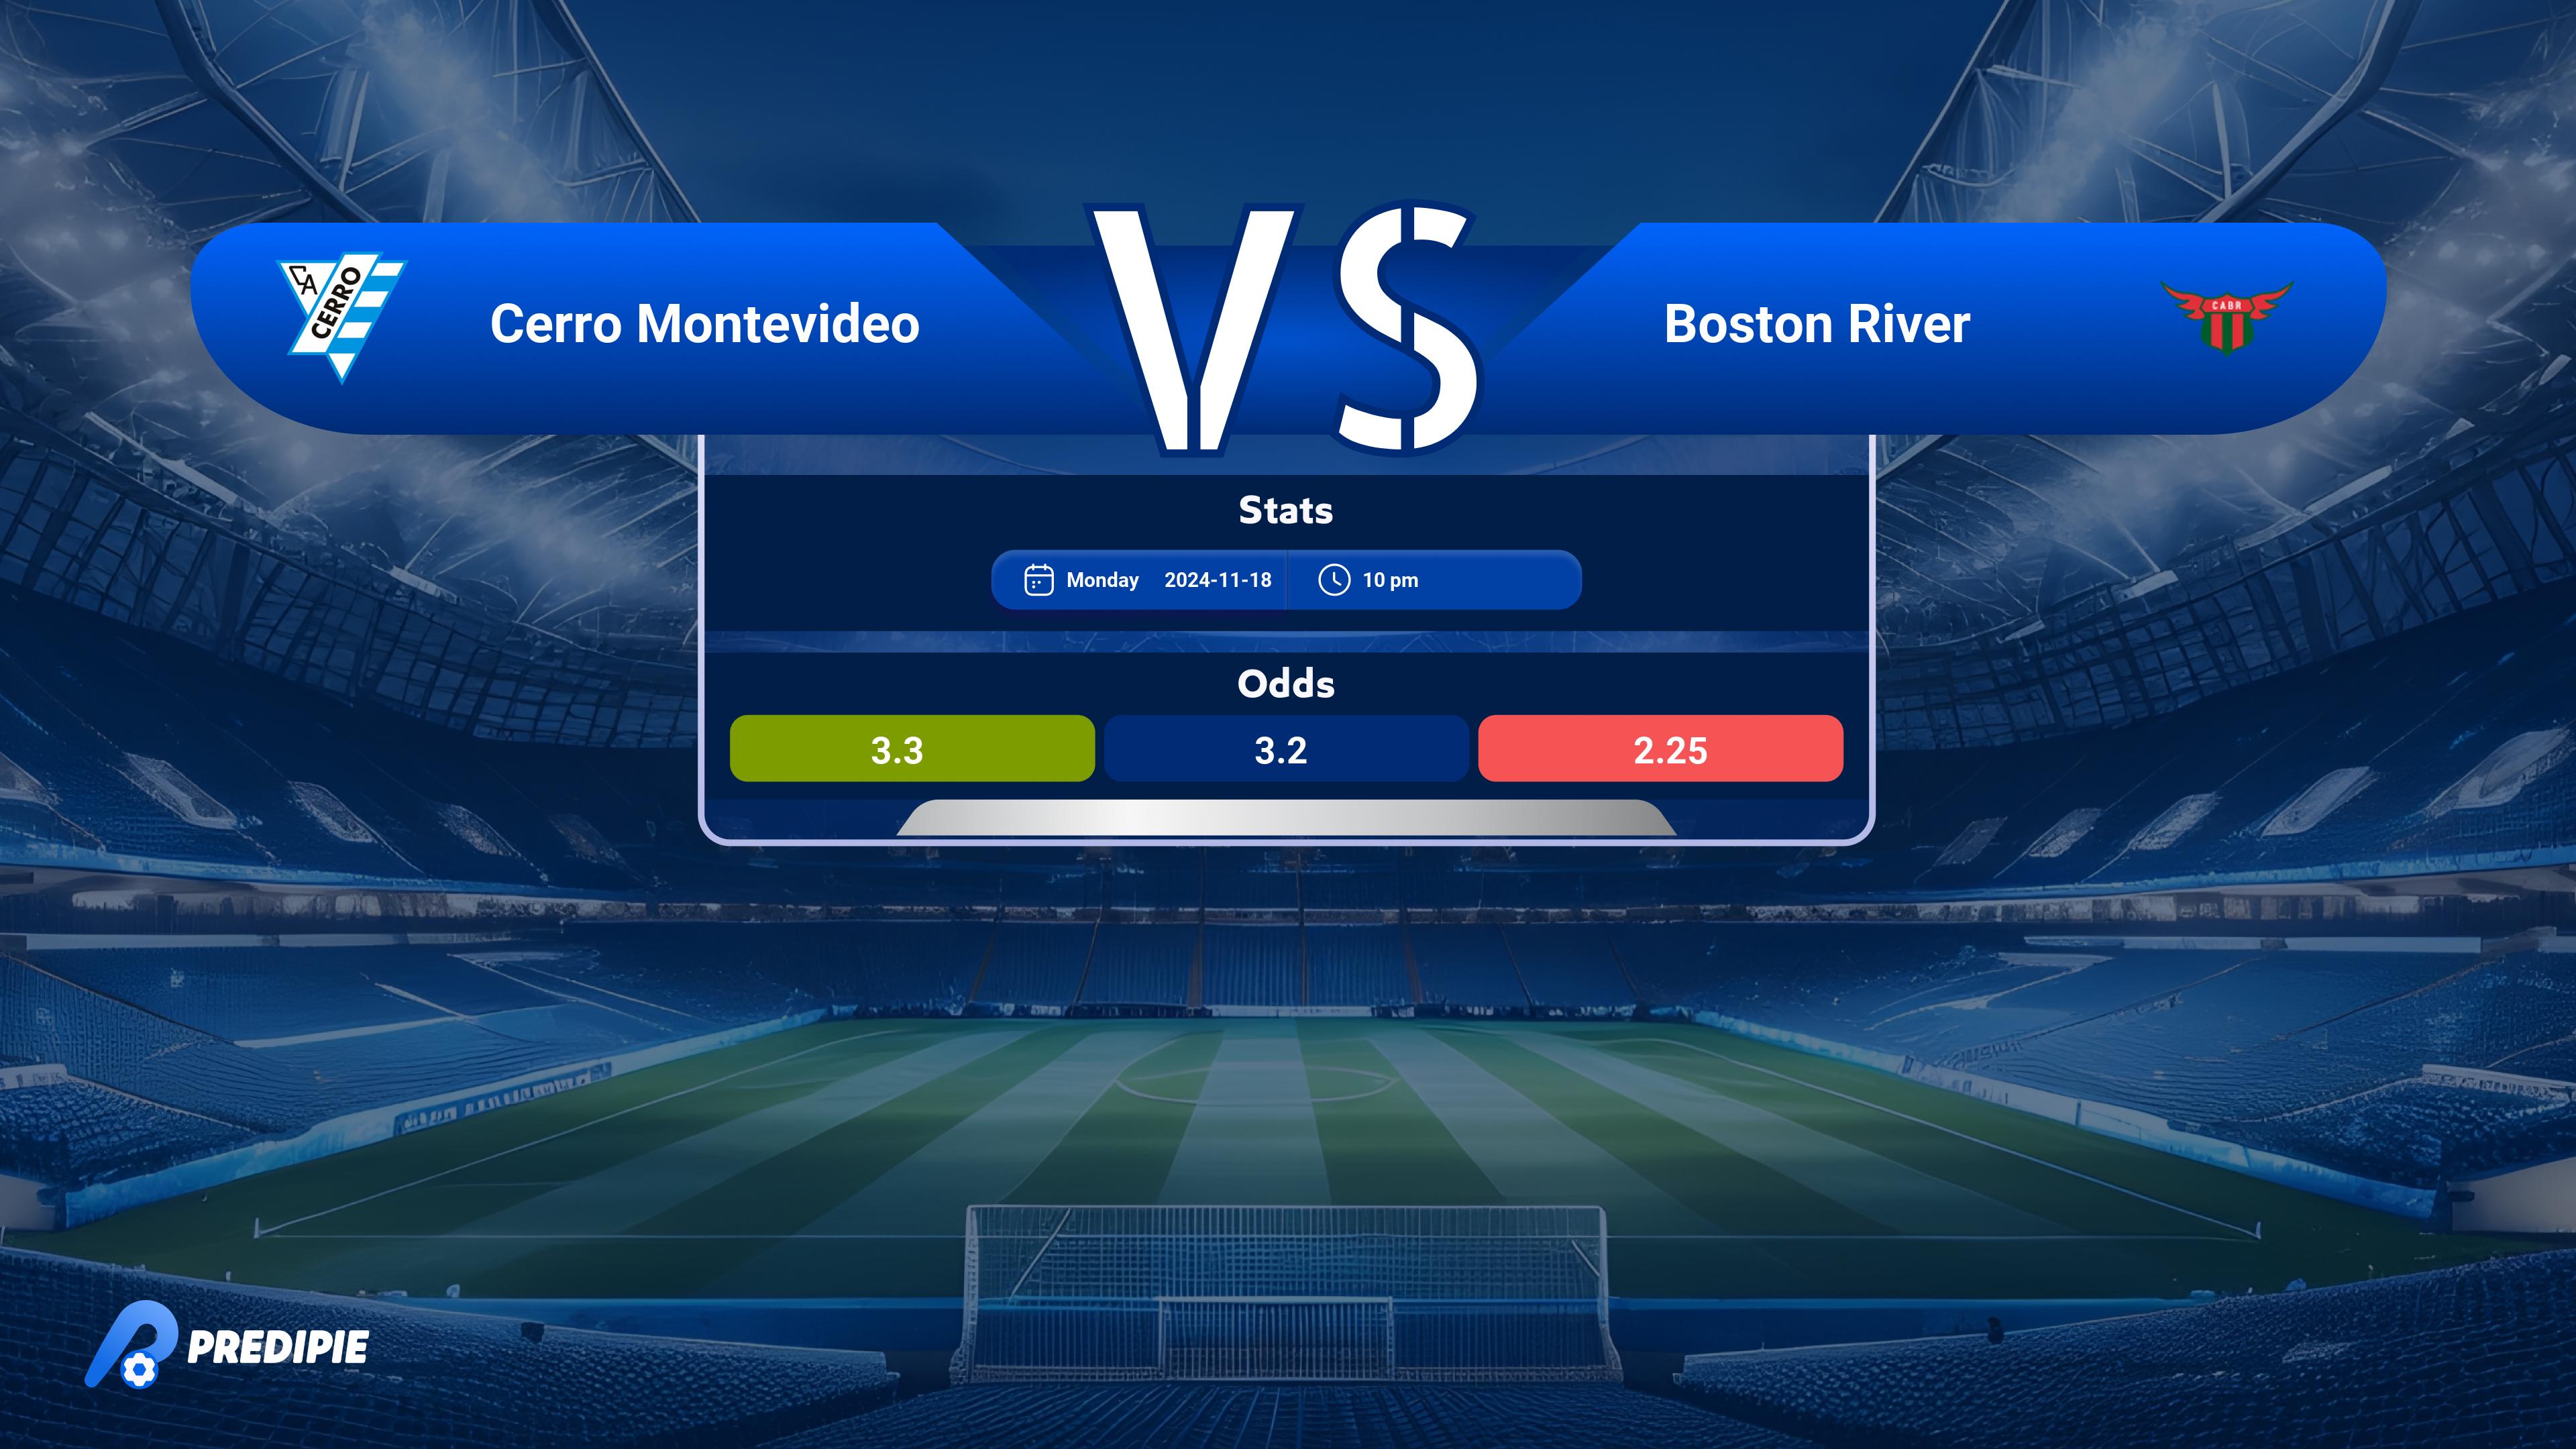 CA
CERRO
Cerro Montevideo
VS
Boston River
CABR
Stats
Monday 2024-11-18 10 pm
Odds
3.3 3.2 2.25
PREDIPIE